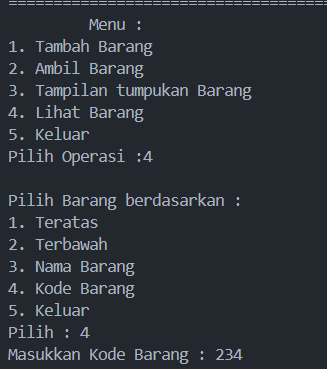 ====================================
Menu :
1. Tambah Barang
2. Ambil Barang
3. Tampilan tumpukan Barang
4. Lihat Barang
5. Keluar
Pilih Operasi :4
Pilih Barang berdasarkan :
1. Teratas
2. Terbawah
3. Nama Barang
4. Kode Barang
5. Keluar
Pilih : 4
Masukkan Kode Barang : 234